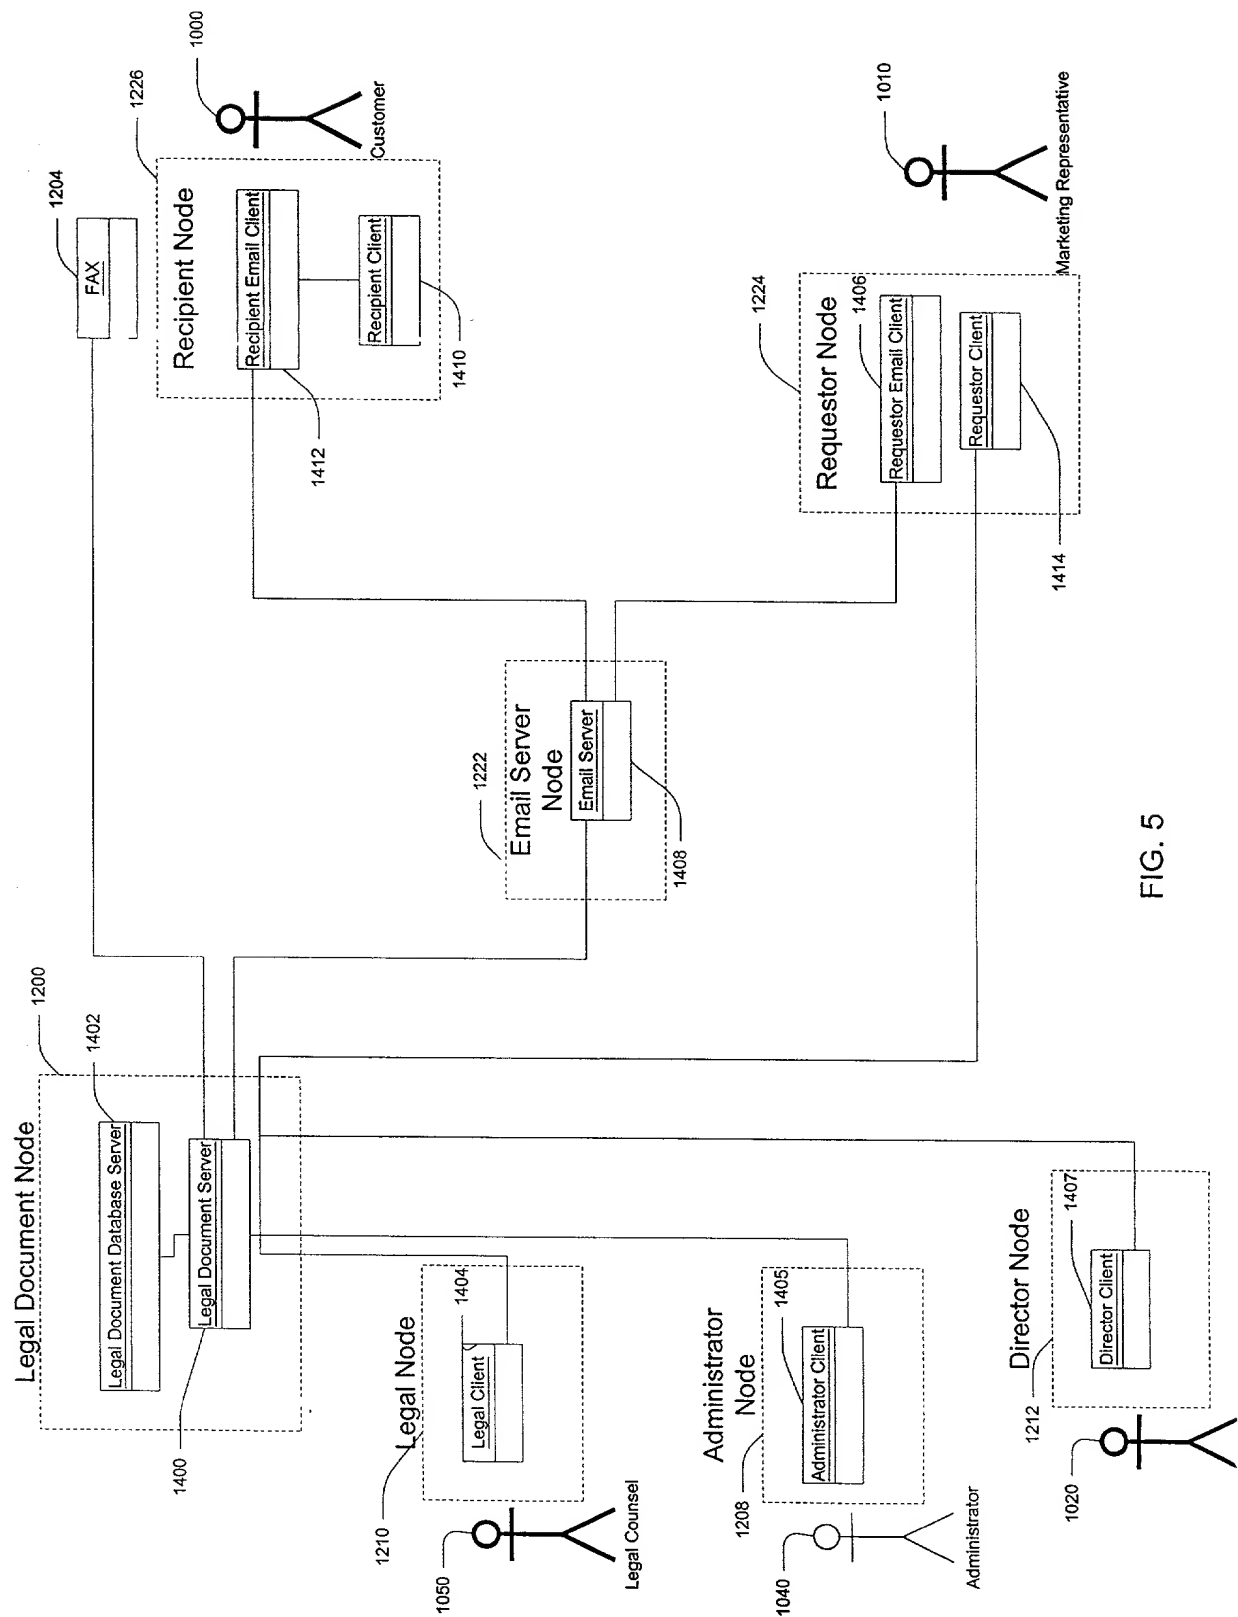 Legal Document Node
1200
Legal Document Database Server
1402
Legal Document Server
1400
FAX
1204
Recipient Node
1226
Recipient Email Client
1412
Recipient Client
1410
1000
Customer
Email Server
Node
1222
Email Server
1408
Requestor Node
1224
Requestor Email Client
1406
Requestor Client
1414
1010
Marketing Representative
Legal Node
1210
Legal Client
1404
1050
Legal Counsel
Administrator
Node
1208
Administrator Client
1405
1040
Administrator
Director Node
1212
Director Client
1407
1020
FIG. 5